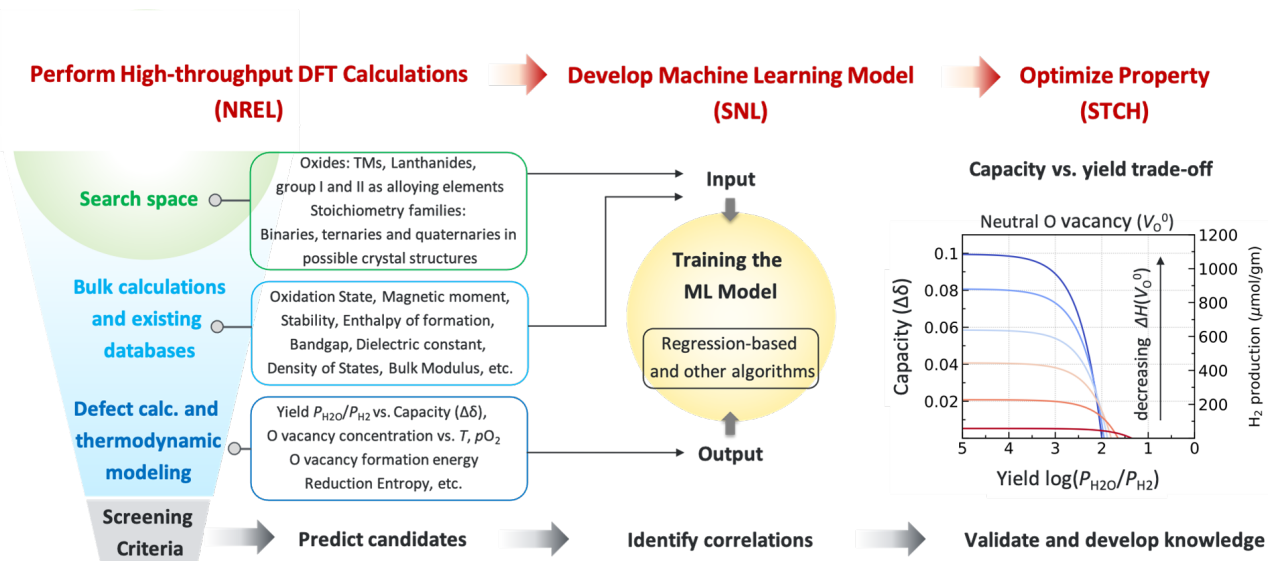 Perform High-throughput DFT Calculations
(NREL)
Develop Machine Learning Model
(SNL)
Optimize Property
(STCH)
Search space
Oxides: TMs, Lanthanides,
group I and II as alloying elements
Stoichiometry families:
Binaries, ternaries and quaternaries in
possible crystal structures
Bulk calculations
and existing
databases
Oxidation State, Magnetic moment,
Stability, Enthalpy of formation,
Bandgap, Dielectric constant,
Density of States, Bulk Modulus, etc.
Defect calc. and
thermodynamic
modeling
Yield P_H2O/P_H2 vs. Capacity (Δδ),
O vacancy concentration vs. T, pO₂
O vacancy formation energy
Reduction Entropy, etc.
Input
Training the
ML Model
Regression-based
and other algorithms
Output
Capacity vs. yield trade-off
Neutral O vacancy (V_O⁰)
Capacity (Δδ)
0.1
0.08
0.06
0.04
0.02
decreasing ΔH(V_O⁰)
1200
1000
800
600
400
200
H₂ production (μmol/gm)
5 4 3 2 1 0
Yield log(P_H2O/P_H2)
Screening
Criteria
Predict candidates
Identify correlations
Validate and develop knowledge